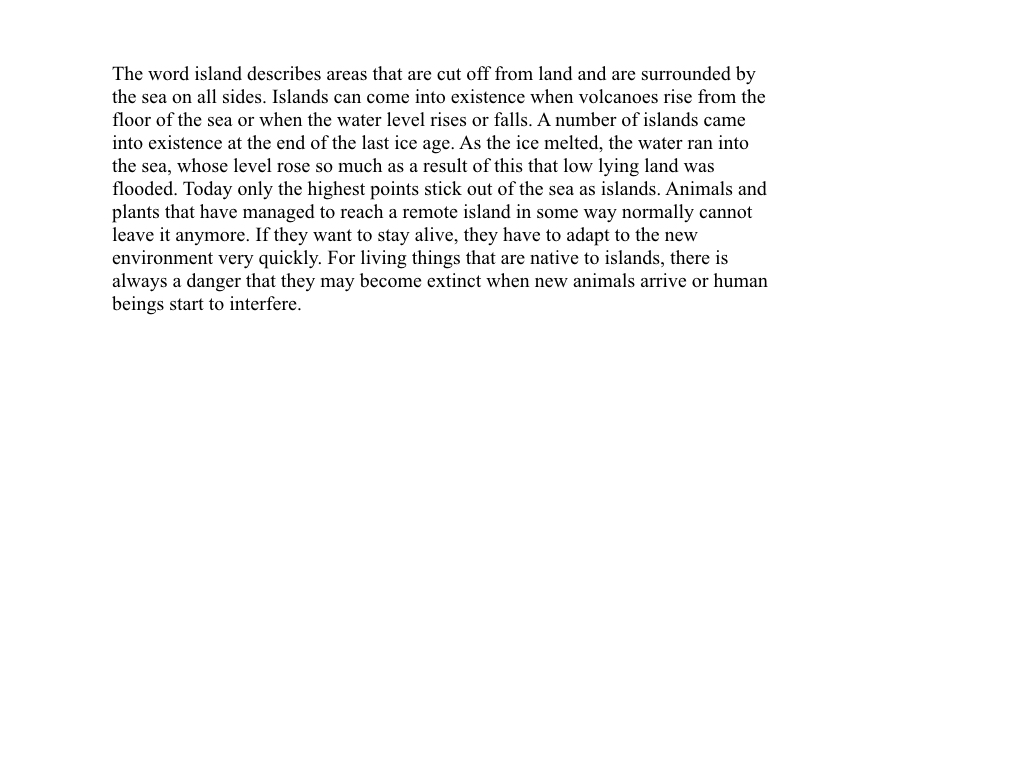 The word island describes areas that are cut off from land and are surrounded by
the sea on all sides. Islands can come into existence when volcanoes rise from the
floor of the sea or when the water level rises or falls. A number of islands came
into existence at the end of the last ice age. As the ice melted, the water ran into
the sea, whose level rose so much as a result of this that low lying land was
flooded. Today only the highest points stick out of the sea as islands. Animals and
plants that have managed to reach a remote island in some way normally cannot
leave it anymore. If they want to stay alive, they have to adapt to the new
environment very quickly. For living things that are native to islands, there is
always a danger that they may become extinct when new animals arrive or human
beings start to interfere.